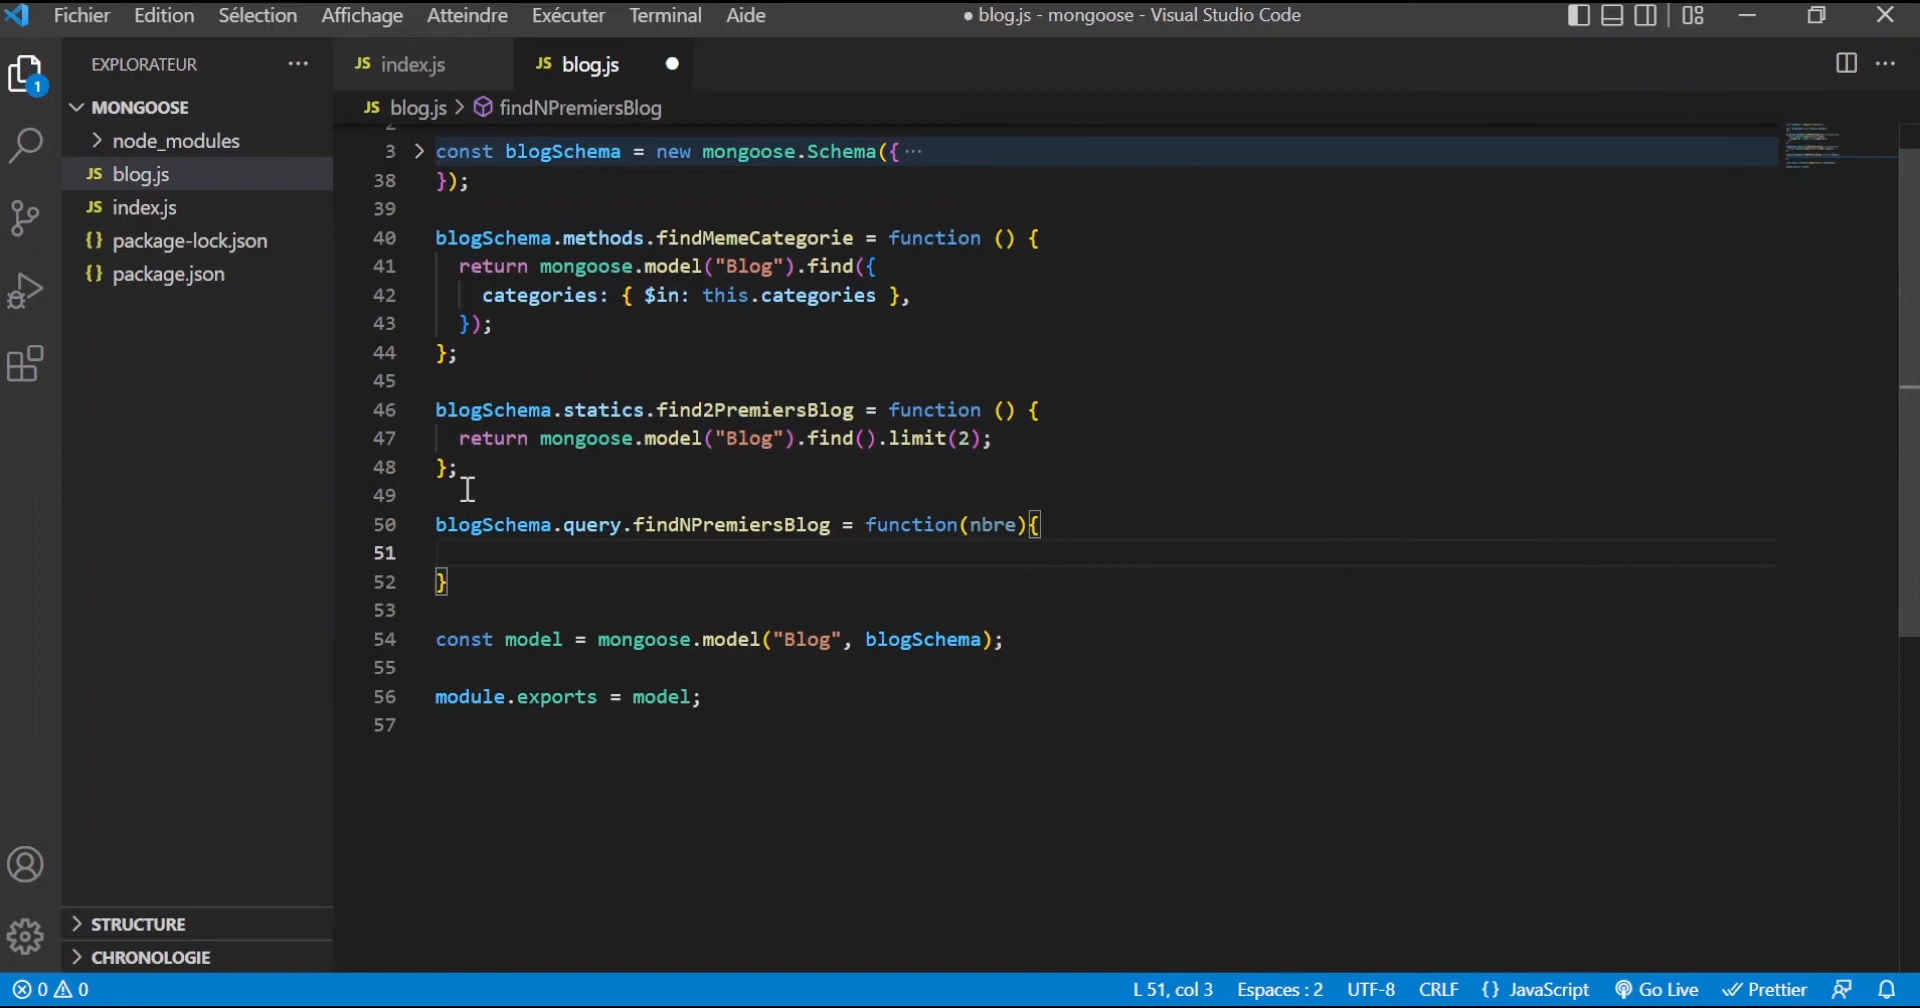 Fichier Edition Sélection Affichage Atteindre Exécuter Terminal Aide ● blog.js - mongoose - Visual Studio Code
EXPLORATEUR ··· JS index.js JS blog.js ●
1
JS blog.js > findNPremiersBlog
MONGOOSE
node_modules
JS blog.js
JS index.js
{} package-lock.json
{} package.json
2
3 > const blogSchema = new mongoose.Schema({ ···
38 });
39
40 blogSchema.methods.findMemeCategorie = function () {
41 return mongoose.model("Blog").find({
42 categories: { $in: this.categories },
43 });
44 };
45
46 blogSchema.statics.find2PremiersBlog = function () {
47 return mongoose.model("Blog").find().limit(2);
48 };
49
50 blogSchema.query.findNPremiersBlog = function(nbre){
51
52 }
53
54 const model = mongoose.model("Blog", blogSchema);
55
56 module.exports = model;
57
STRUCTURE
CHRONOLOGIE
0 0 L 51, col 3 Espaces : 2 UTF-8 CRLF {} JavaScript Go Live Prettier